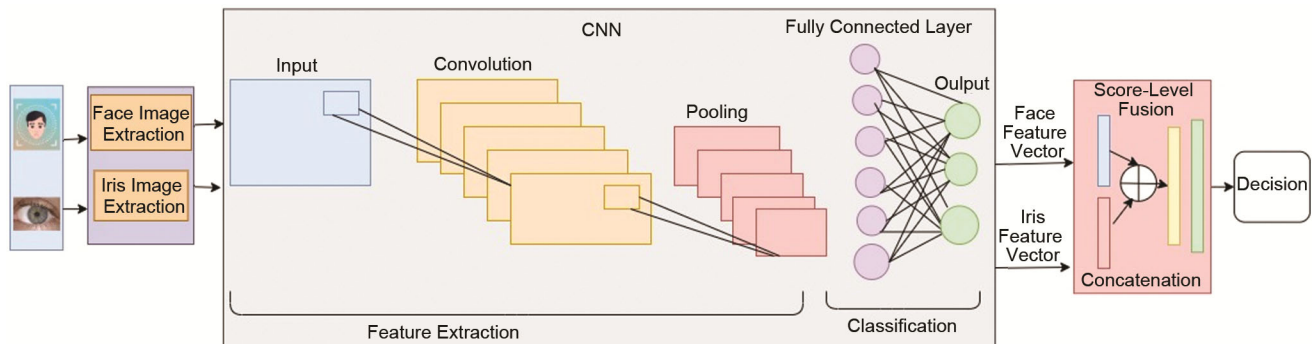 CNN
Fully Connected Layer
Input
Convolution
Oulput
Pooling
Face Image
Extraction
Iris Image
Extraction
Face
Feature
Vector
Iris
Feature
Vector
Score-Level
Fusion
Concatenation
Decision
Feature Extraction
Classification